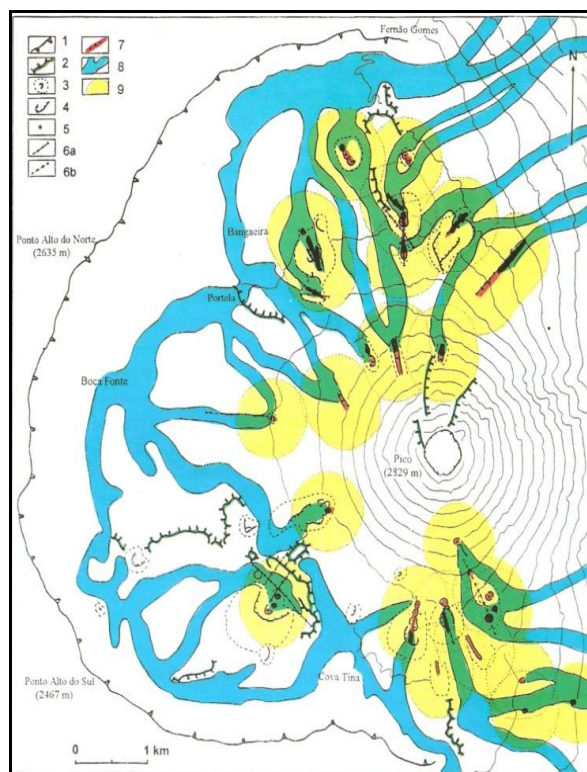 Fernão Gomes
1
2
3
4
5
6a
6b
7
8
9
N
Ponto Alto do Norte
(2635 m)
Bangaeira
Portela
Boca Fonte
Pico
(2829 m)
Ponto Alto do Sul
(2467 m)
Cova Tina
0 1 km